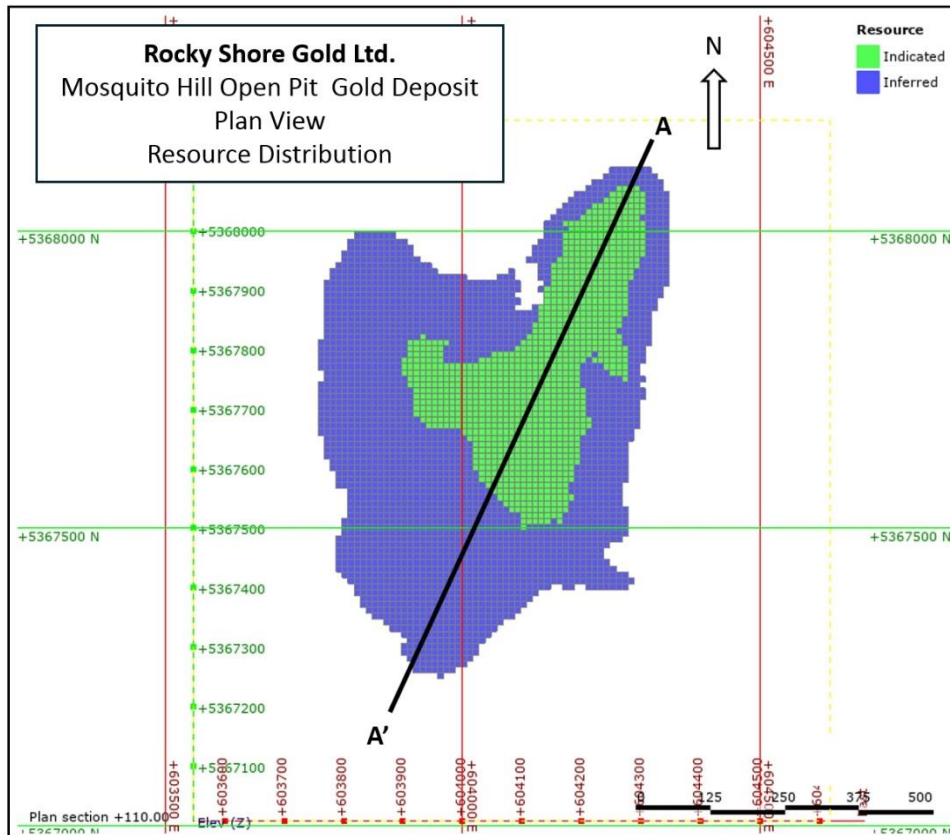 Rocky Shore Gold Ltd.
Mosquito Hill Open Pit Gold Deposit
Plan View
Resource Distribution
N
A
Resource
Indicated
Inferred
+604500 E
+5368000 N
+5368000
+5368000 N
+5367900
+5367800
+5367700
+5367600
+5367500 N
+5367500
+5367500 N
+5367400
+5367300
+5367200
A’
+5367100
+603500 E
+603600
+603700
+603800
+603900
+604000
+604000 E
+604100
+604200
+604300
+604400
+604500
0 125 250 375 500
Plan section +110.00
Elev (Z)